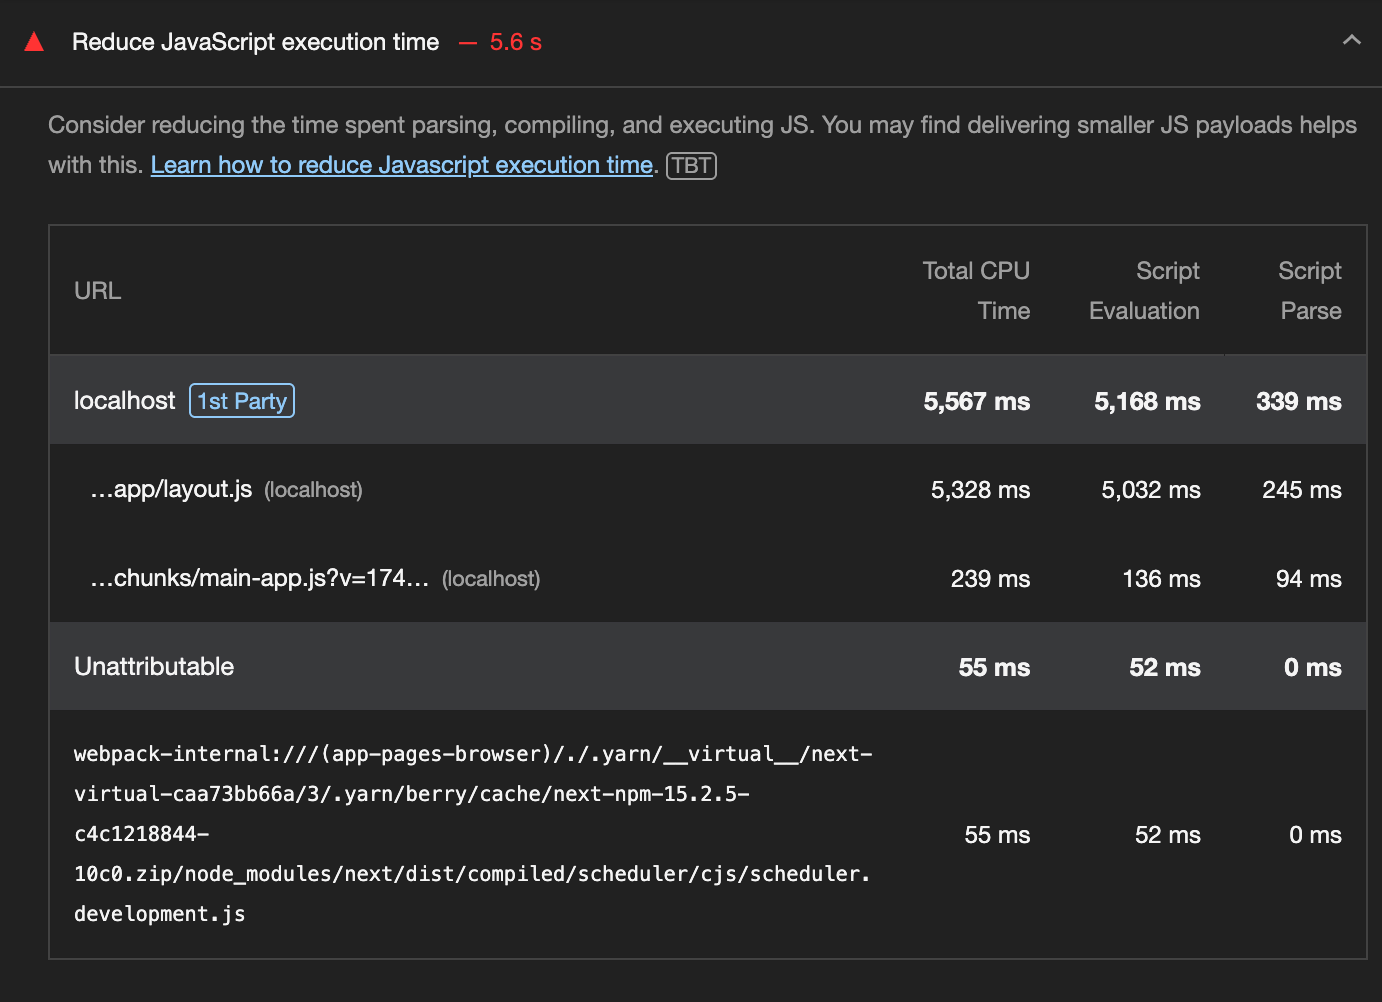 Reduce JavaScript execution time — 5.6 s
Consider reducing the time spent parsing, compiling, and executing JS. You may find delivering smaller JS payloads helps
with this. Learn how to reduce Javascript execution time. TBT
URL
Total CPU Time
Script Evaluation
Script Parse
localhost 1st Party 5,567 ms 5,168 ms 339 ms
…app/layout.js (localhost) 5,328 ms 5,032 ms 245 ms
…chunks/main-app.js?v=174… (localhost) 239 ms 136 ms 94 ms
Unattributable 55 ms 52 ms 0 ms
webpack-internal:///(app-pages-browser)/./.yarn/__virtual__/next-
virtual-caa73bb66a/3/.yarn/berry/cache/next-npm-15.2.5-
c4c1218844-
10c0.zip/node_modules/next/dist/compiled/scheduler/cjs/scheduler.
development.js
55 ms 52 ms 0 ms